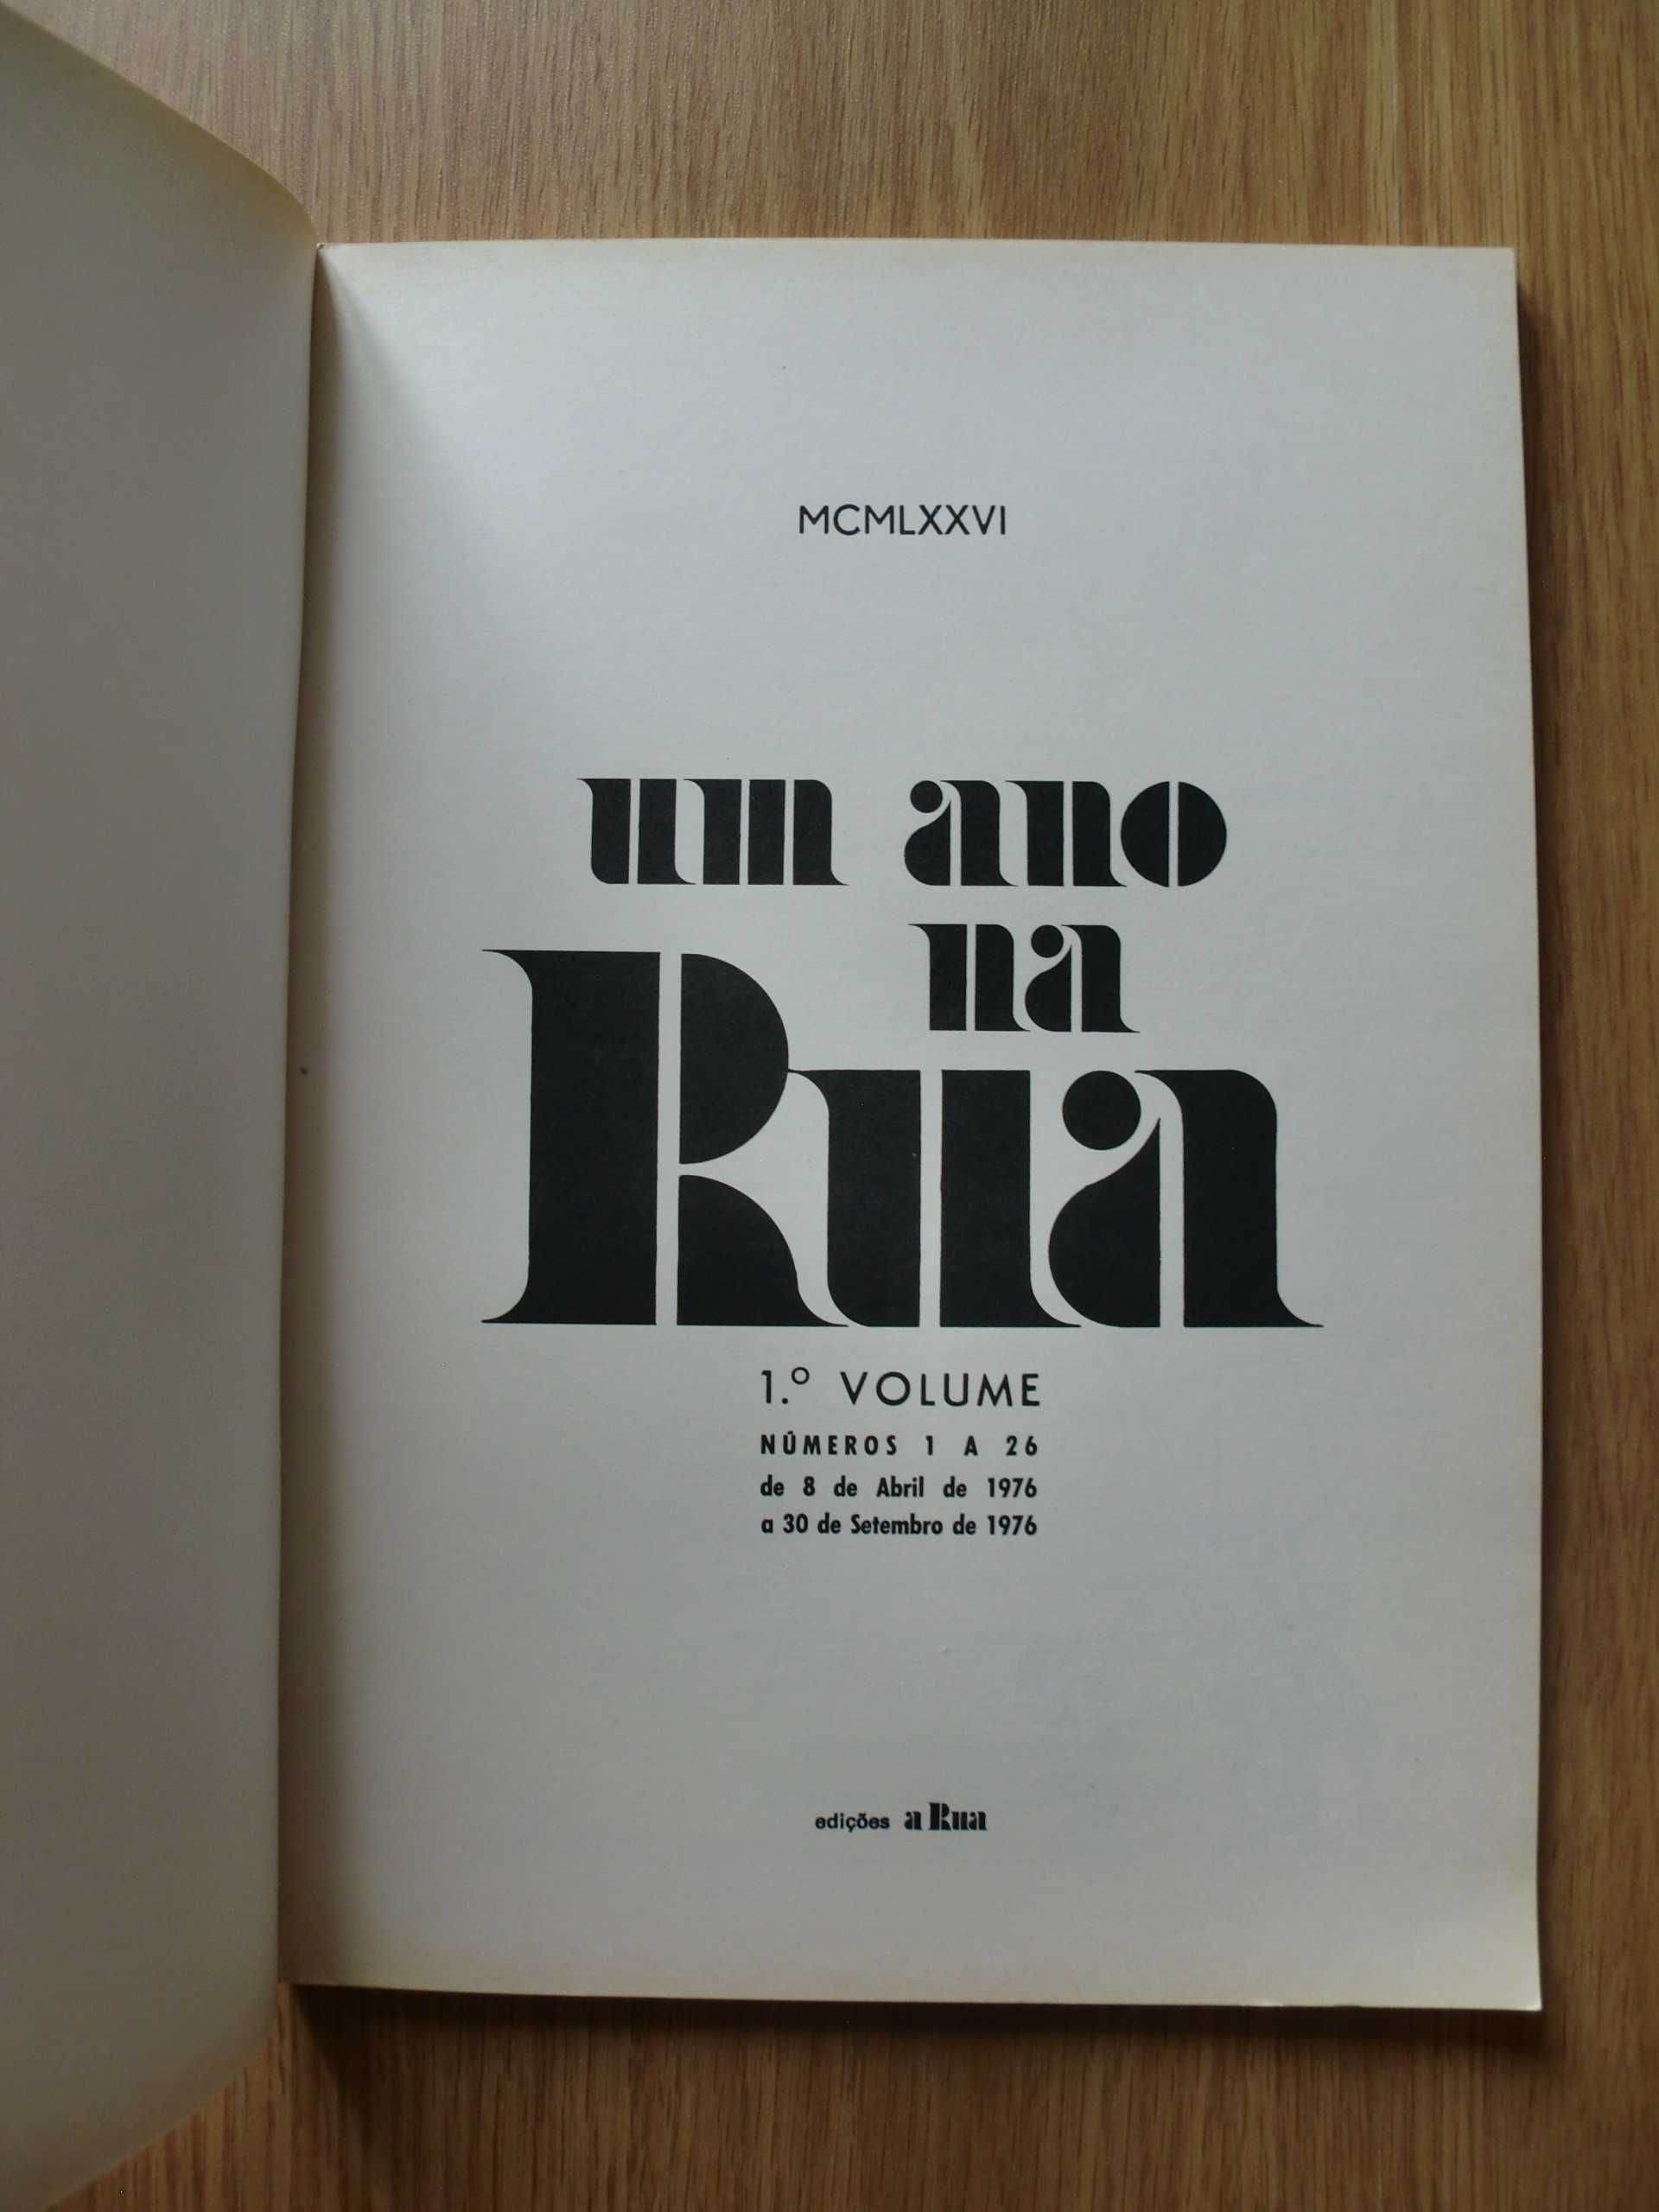 MCMLXXVI
um ano
na
Rua
1.º VOLUME
NÚMEROS 1 A 26
de 8 de Abril de 1976
a 30 de Setembro de 1976
edições a Rua